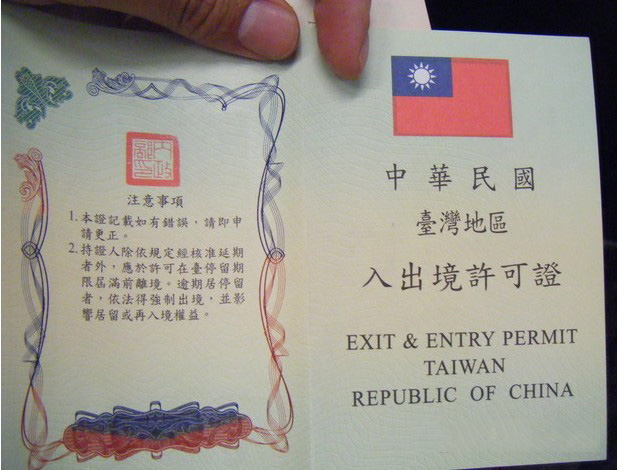 內政部印
注意事項
1.本證記載如有錯誤，請即申
請更正。
2.持證人除依規定經核准延期
者外，應於許可在臺停留期
限屆滿前離境。逾期居停留
者，依法得強制出境，並影
響居留或再入境權益。
中華民國
臺灣地區
入出境許可證
EXIT & ENTRY PERMIT
TAIWAN
REPUBLIC OF CHINA